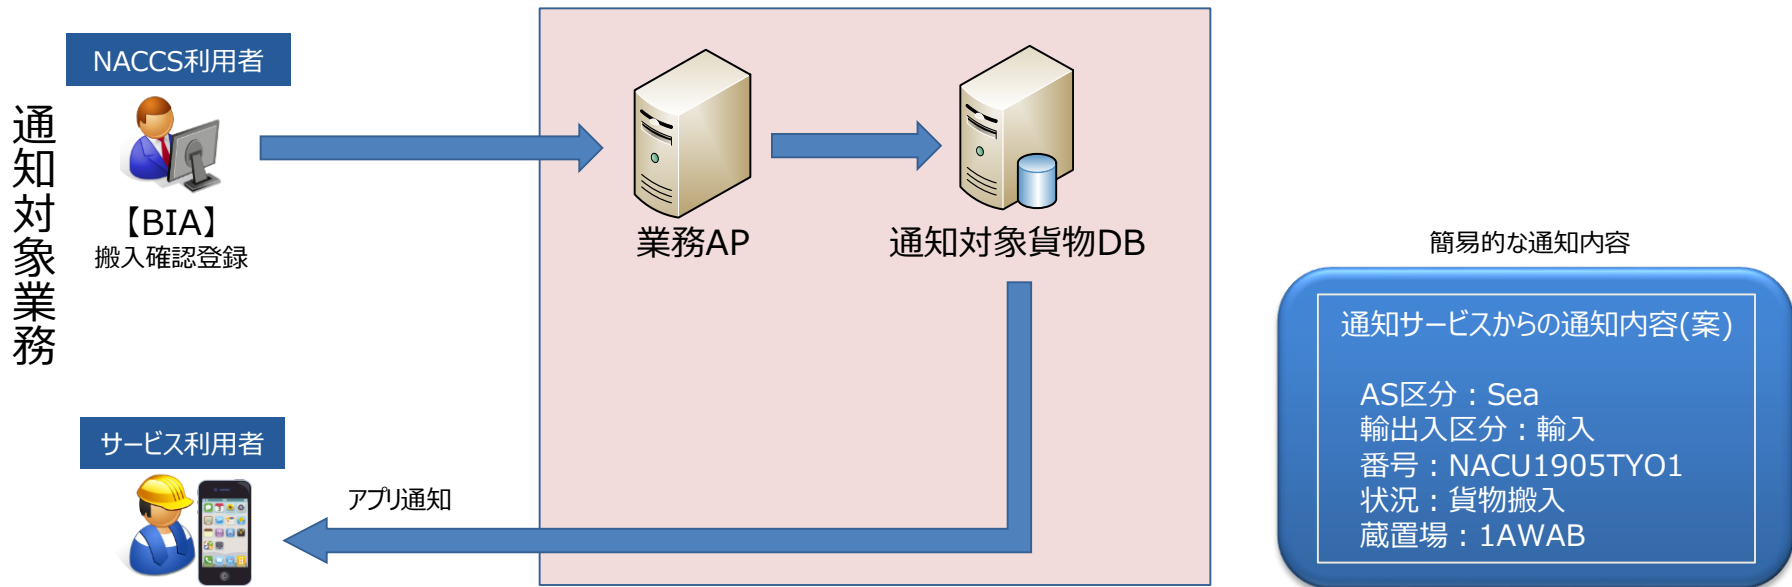 通知対象業務
NACCS利用者
【BIA】
搬入確認登録
業務AP
通知対象貨物DB
サービス利用者
アプリ通知
簡易的な通知内容
通知サービスからの通知内容(案)
AS区分：Sea
輸出入区分：輸入
番号：NACU1905TYO1
状況：貨物搬入
蔵置場：1AWAB